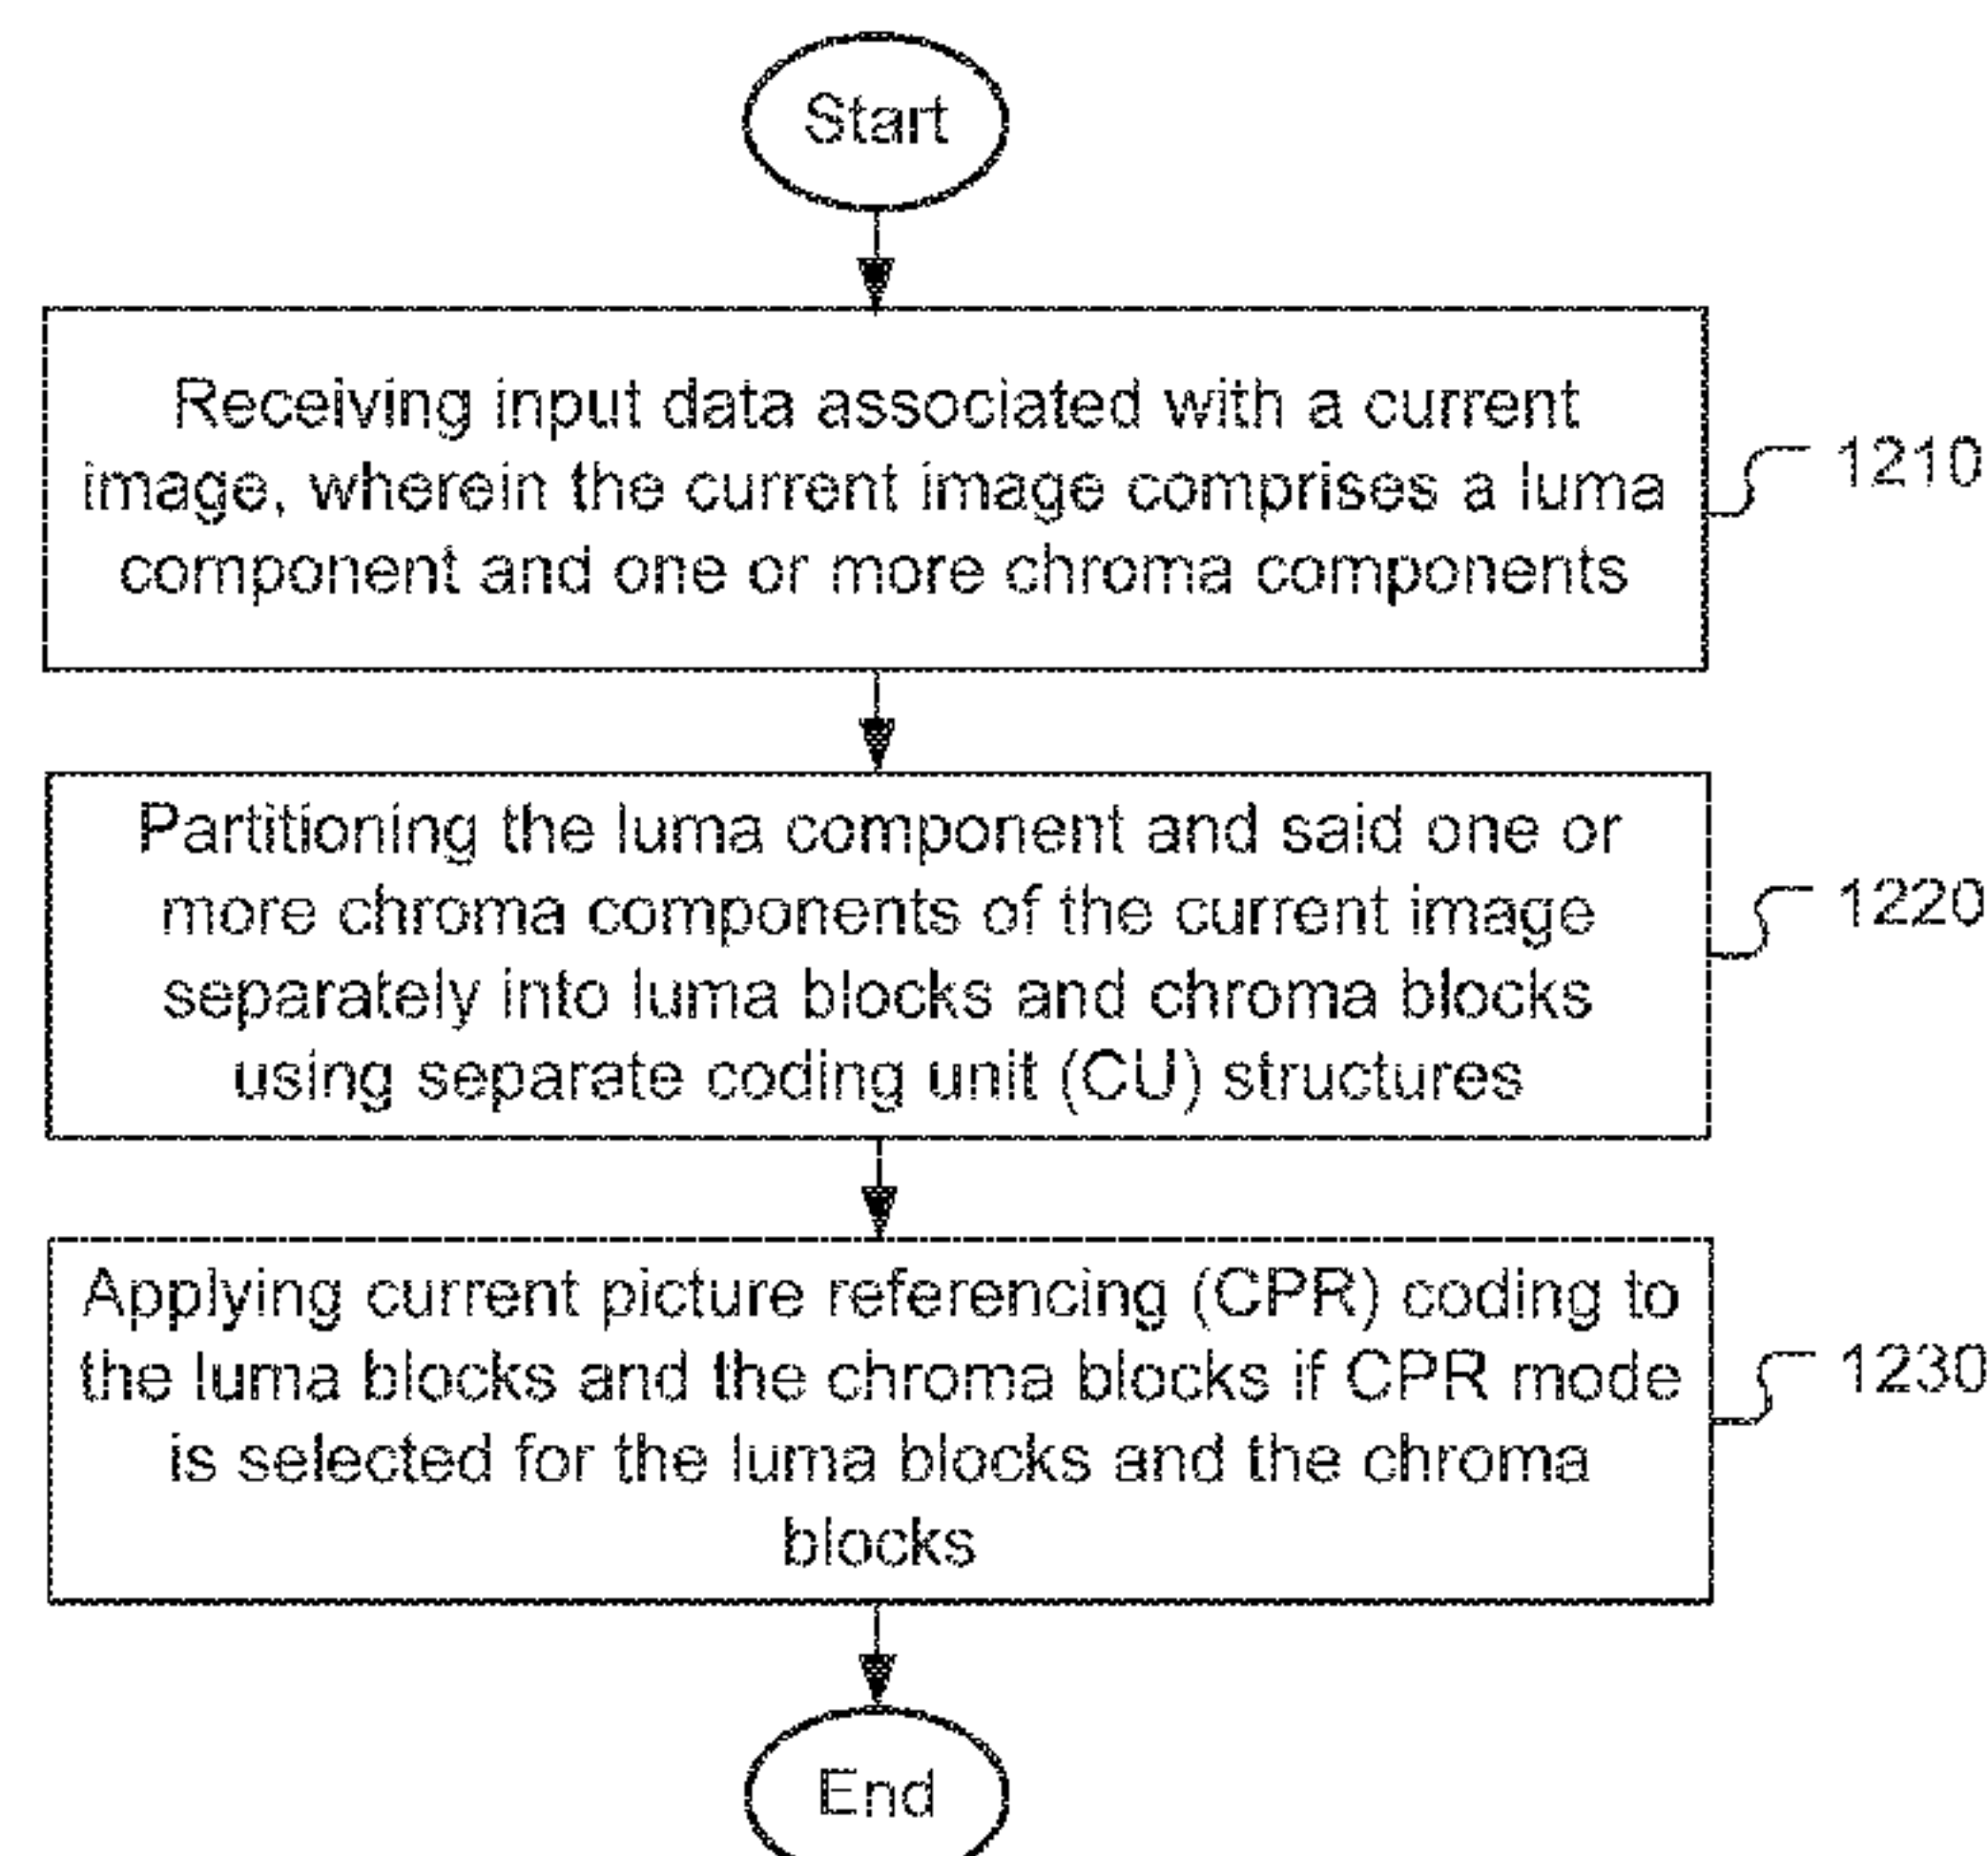 Start
Receiving input data associated with a current
image, wherein the current image comprises a luma
component and one or more chroma components
1210
Partitioning the luma component and said one or
more chroma components of the current image
separately into luma blocks and chroma blocks
using separate coding unit (CU) structures
1220
Applying current picture referencing (CPR) coding to
the luma blocks and the chroma blocks if CPR mode
is selected for the luma blocks and the chroma
blocks
1230
End